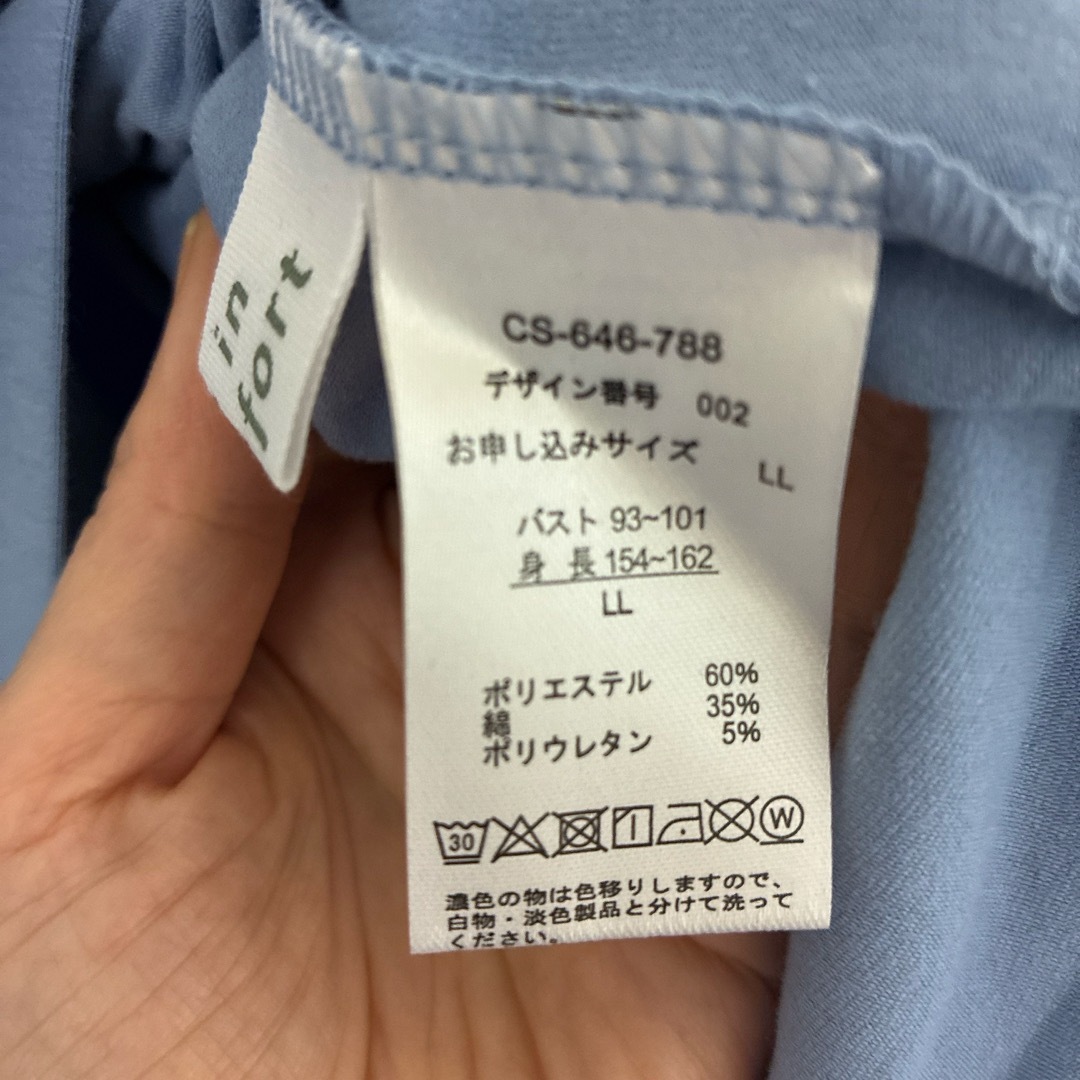 in
fort
CS-646-788
デザイン番号 002
お申し込みサイズ LL
バスト 93~101
身 長 154~162
LL
ポリエステル 60%
綿 35%
ポリウレタン 5%
30 W
濃色の物は色移りしますので、
白物・淡色製品と分けて洗って
ください。